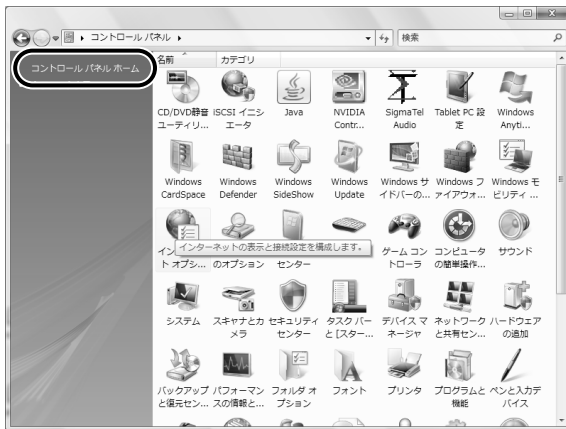 コントロール パネル
検索
コントロール パネル ホーム
名前 カテゴリ
CD/DVD静音ユーティリ...
iSCSI イニシエータ
Java
NVIDIA Contr...
SigmaTel Audio
Tablet PC 設定
Windows Anyti...
Windows CardSpace
Windows Defender
Windows SideShow
Windows Update
Windows サイドバーの...
Windows ファイアウォ...
Windows モビリティ ...
インターネットの表示と接続設定を構成します。
ト オプシ...
のオプション
センター
ゲーム コントローラ
コンピュータの簡単操作...
サウンド
システム
スキャナとカメラ
セキュリティ センター
タスク バーと [スター...
デバイス マネージャ
ネットワークと共有セン...
ハードウェアの追加
バックアップと復元セン...
パフォーマンスの情報と...
フォルダ オプション
フォント
プリンタ
プログラムと機能
ペンと入力デバイス